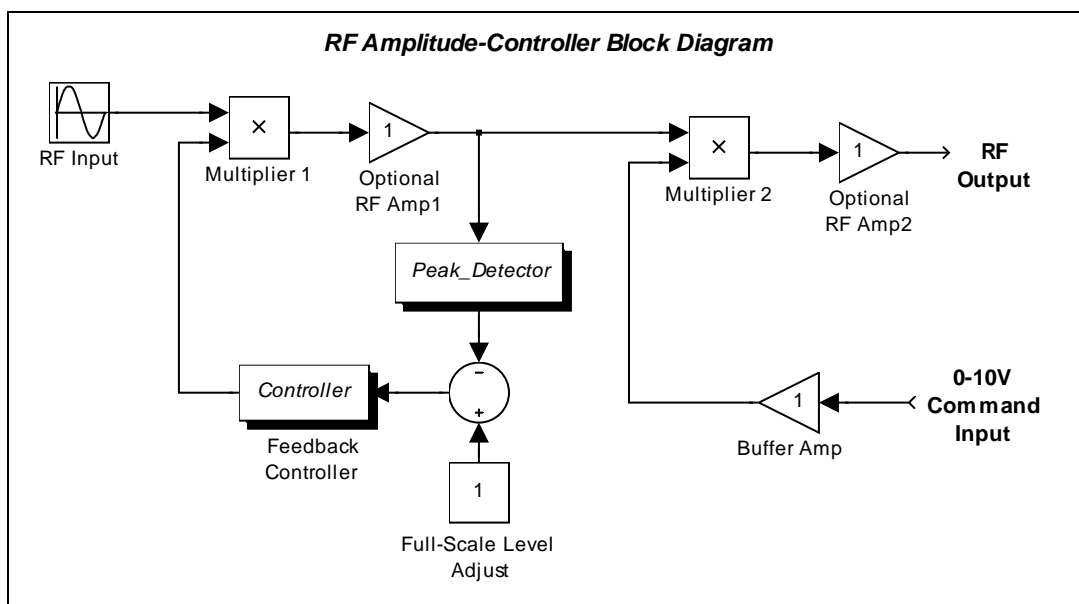 RF Amplitude-Controller Block Diagram
RF Input
×
Multiplier 1
1
Optional
RF Amp1
×
Multiplier 2
1
Optional
RF Amp2
RF
Output
Peak_Detector
−
+
Controller
Feedback
Controller
1
Full-Scale Level
Adjust
1
Buffer Amp
0-10V
Command
Input